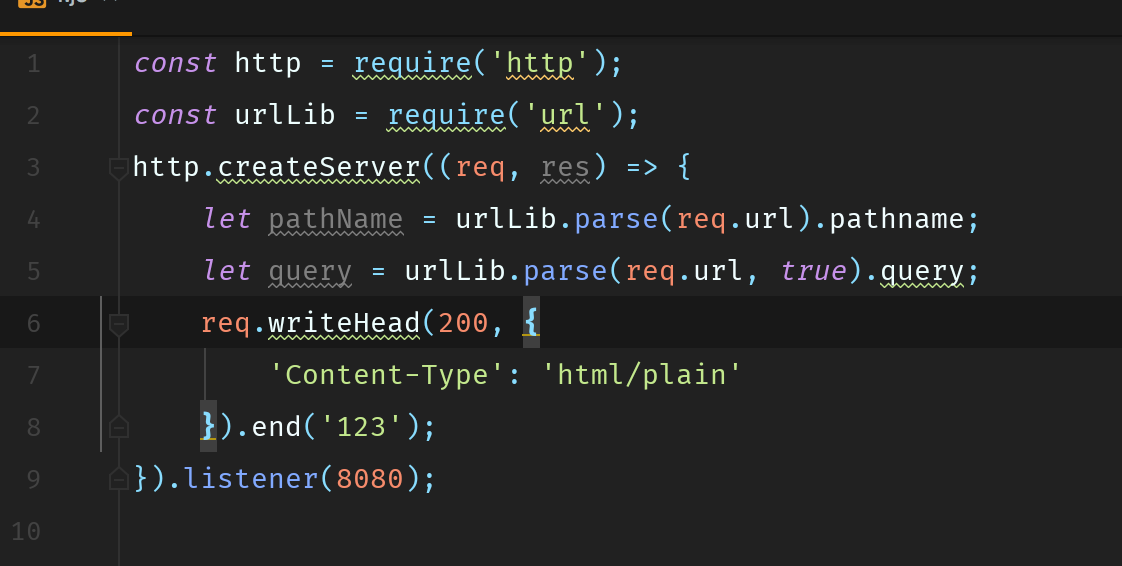 JS
1 const http = require('http');
2 const urlLib = require('url');
3 http.createServer((req, res) => {
4     let pathName = urlLib.parse(req.url).pathname;
5     let query = urlLib.parse(req.url, true).query;
6     req.writeHead(200, {
7         'Content-Type': 'html/plain'
8     }).end('123');
9 }).listener(8080);
10